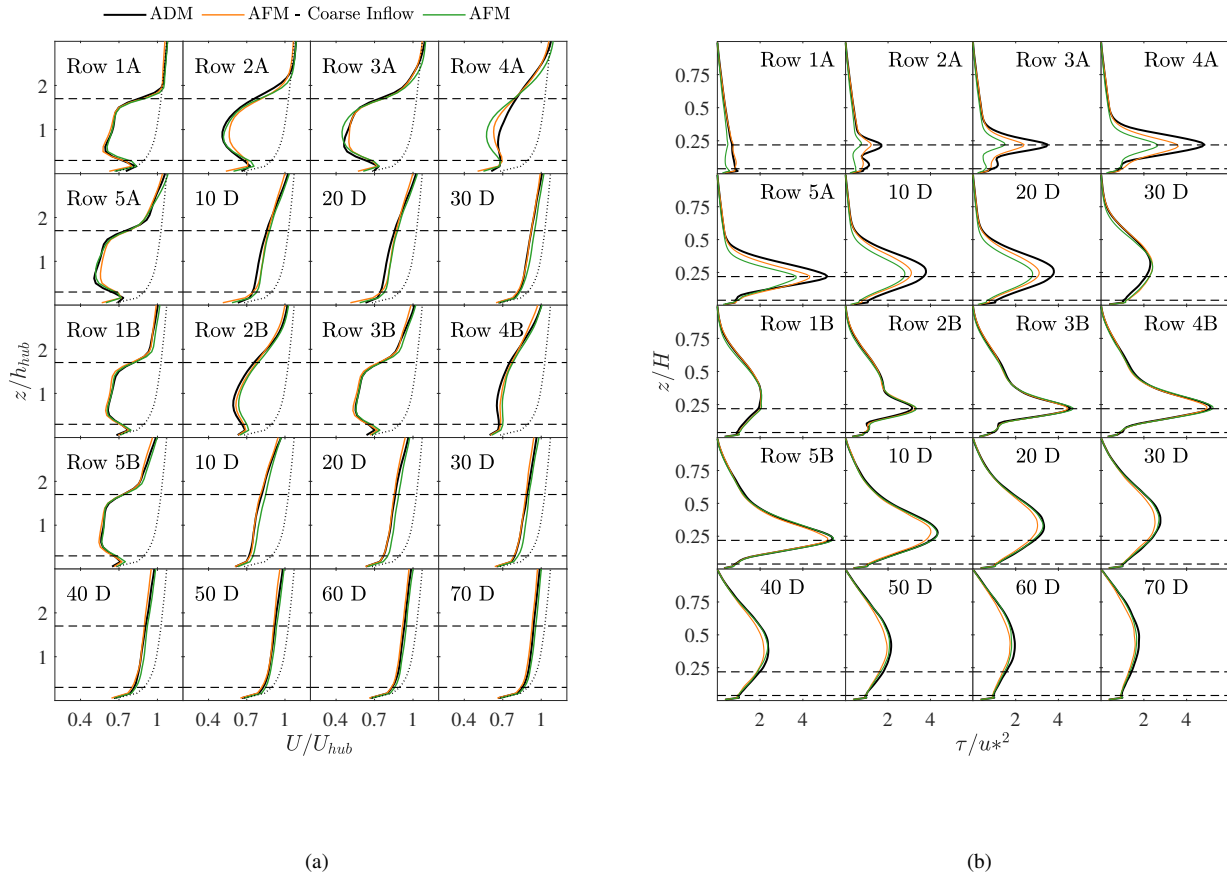 ADM AFM - Coarse Inflow AFM
Row 1A Row 2A Row 3A Row 4A
2
1
Row 5A 10 D 20 D 30 D
2
1
Row 1B Row 2B Row 3B Row 4B
2
1
Row 5B 10 D 20 D 30 D
2
1
40 D 50 D 60 D 70 D
2
1
z/h_{hub}
0.4 0.7 1 0.4 0.7 1 0.4 0.7 1 0.4 0.7 1
U/U_{hub}
(a)
Row 1A Row 2A Row 3A Row 4A
0.75
0.5
0.25
Row 5A 10 D 20 D 30 D
0.75
0.5
0.25
Row 1B Row 2B Row 3B Row 4B
0.75
0.5
0.25
Row 5B 10 D 20 D 30 D
0.75
0.5
0.25
40 D 50 D 60 D 70 D
0.75
0.5
0.25
z/H
2 4 2 4 2 4 2 4
τ/u*²
(b)